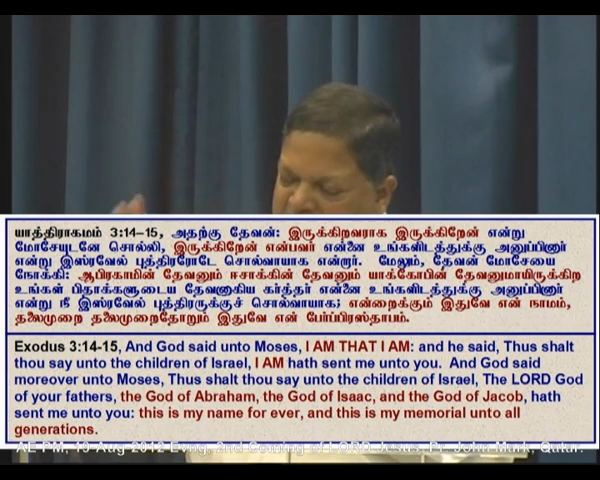 யாத்திராகமம் 3:14–15, அதற்கு தேவன்: இருக்கிறவராக இருக்கிறேன் என்று
மோசேயுடனே சொல்லி, இருக்கிறேன் என்பவர் என்னை உங்களிடத்துக்கு அனுப்பினார்
என்று இஸ்ரவேல் புத்திரரோடே சொல்வாயாக என்றார். மேலும், தேவன் மோசேயை
நோக்கி: ஆபிரகாமின் தேவனும் ஈசாக்கின் தேவனும் யாக்கோபின் தேவனுமாயிருக்கிற
உங்கள் பிதாக்களுடைய தேவனாகிய கர்த்தர் என்னை உங்களிடத்துக்கு அனுப்பினார்
என்று நீ இஸ்ரவேல் புத்திரருக்குச் சொல்வாயாக; என்றைக்கும் இதுவே என் நாமம்,
தலைமுறை தலைமுறைதோறும் இதுவே என் பேர்ப்பிரஸ்தாபம்.
Exodus 3:14-15, And God said unto Moses, I AM THAT I AM: and he said, Thus shalt
thou say unto the children of Israel, I AM hath sent me unto you. And God said
moreover unto Moses, Thus shalt thou say unto the children of Israel, The LORD God
of your fathers, the God of Abraham, the God of Isaac, and the God of Jacob, hath
sent me unto you: this is my name for ever, and this is my memorial unto all
generations.
AE PM, 19 Aug 2012 Evng, 2nd Coming of LORD Jesus, Pr. John Mark, Qatar.